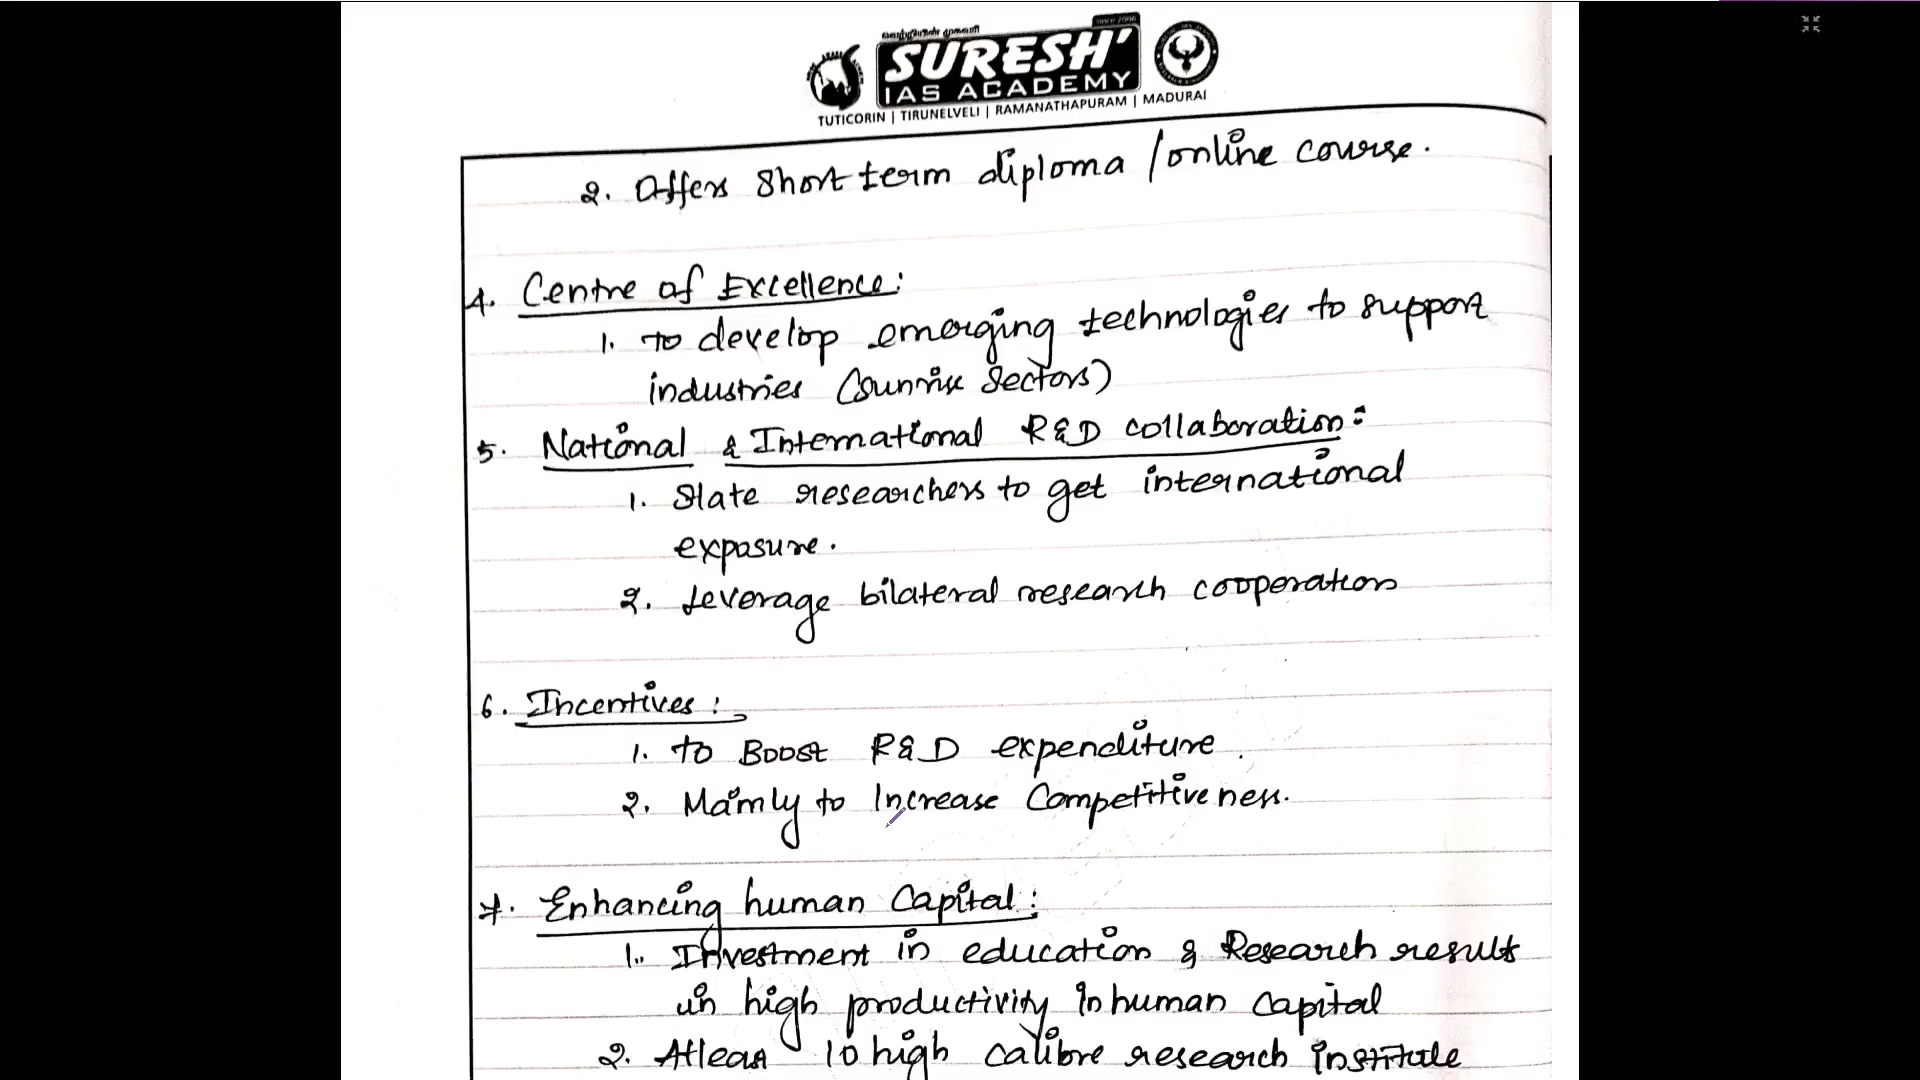 SINCE 2006
SURESH'
IAS ACADEMY
TUTICORIN | TIRUNELVELI | RAMANATHAPURAM | MADURAI
2. Offers Short term diploma / online course.
4. Centre of Excellence:
1. to develop emerging technologies to support
industries (Sunrise Sectors)
5. National & International R&D collaboration:
1. State researchers to get international
exposure.
2. Leverage bilateral research cooperation
6. Incentives:
1. to Boost R&D expenditure.
2. Mainly to Increase Competitiveness.
7. Enhancing human Capital:
1. Investment in education & Research results
in high productivity in human capital
2. Atleast 10 high calibre research institute